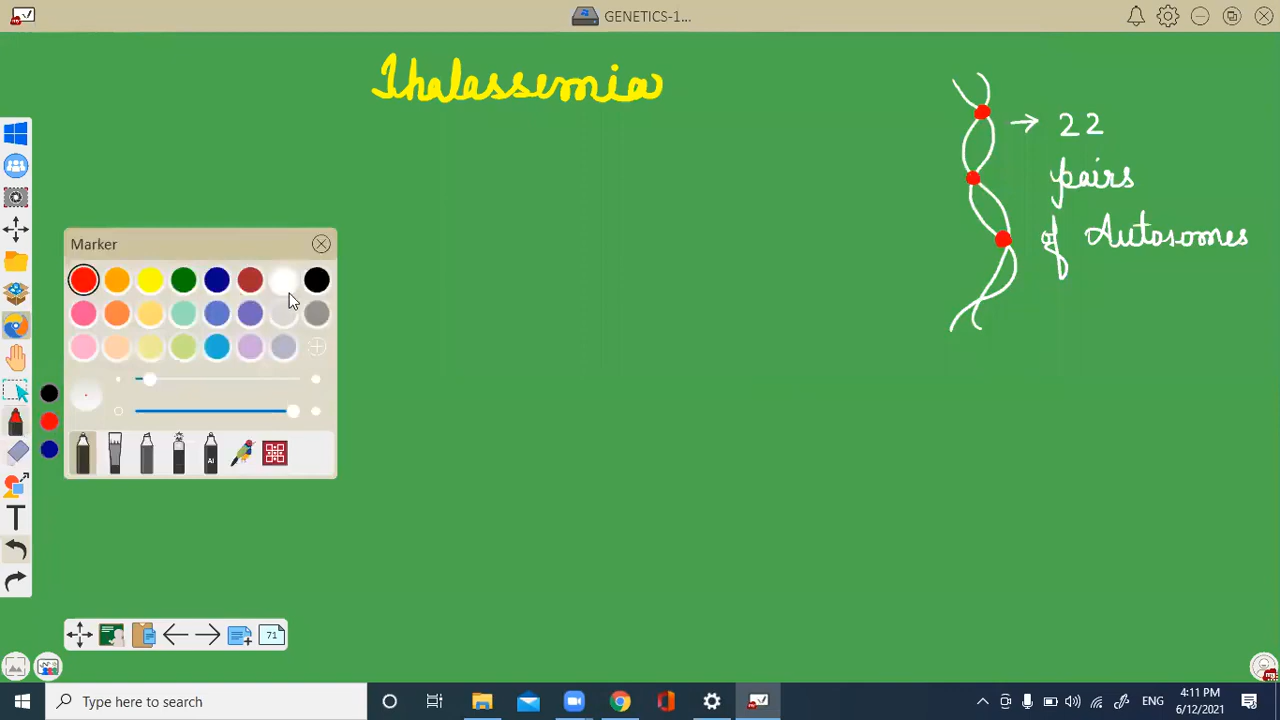 GENETICS-1...
Thalassemia
→ 22
pairs
of Autosomes
Marker
AI
T
71
Type here to search
ENG
4:11 PM
6/12/2021